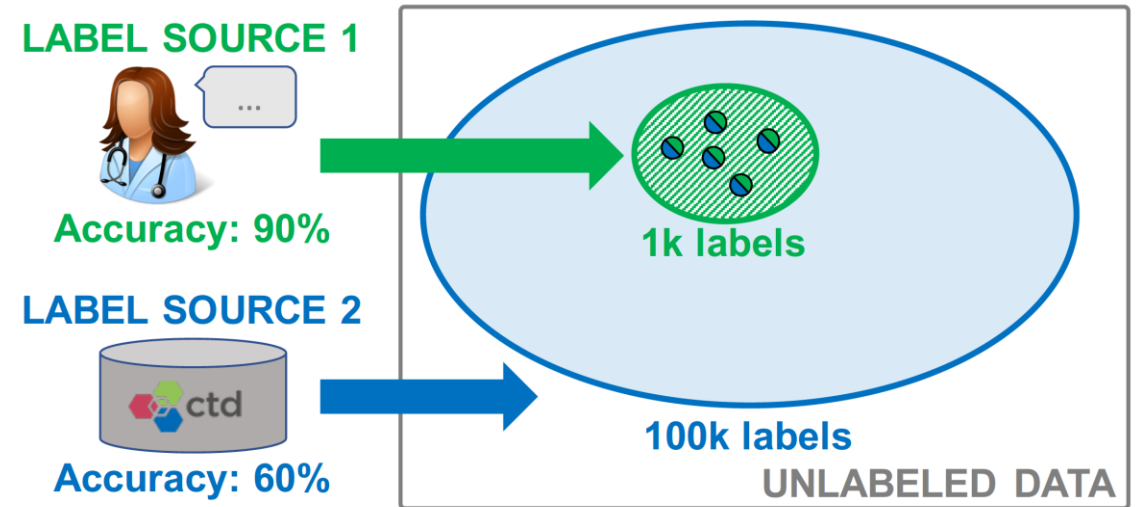 LABEL SOURCE 1
...
Accuracy: 90%
1k labels
LABEL SOURCE 2
ctd
Accuracy: 60%
100k labels
UNLABELED DATA